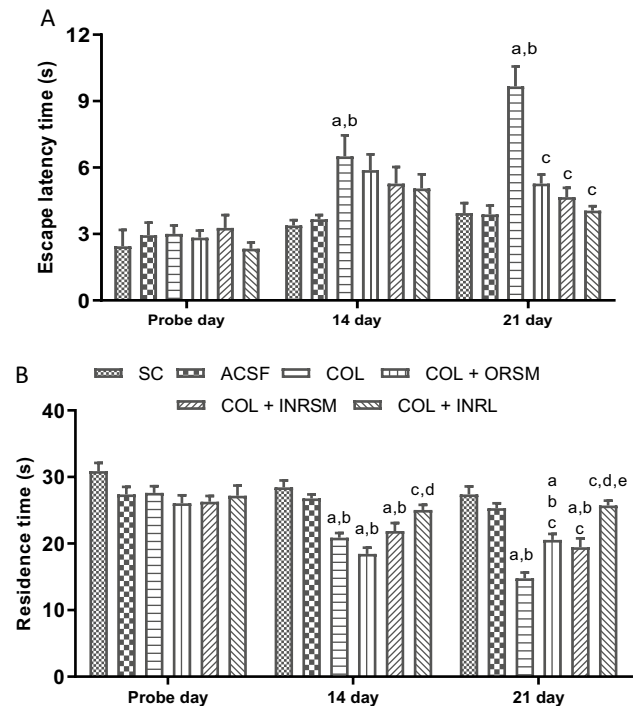 A
Escape latency time (s)
12
9
6
3
0
a,b
a,b
c
c
c
Probe day
14 day
21 day
B
SC
ACSF
COL
COL + ORSM
COL + INRSM
COL + INRL
Residence time (s)
40
30
20
10
0
a,b
a,b
a,b
c,d
a,b
a
b
c
a,b
c
c,d,e
Probe day
14 day
21 day